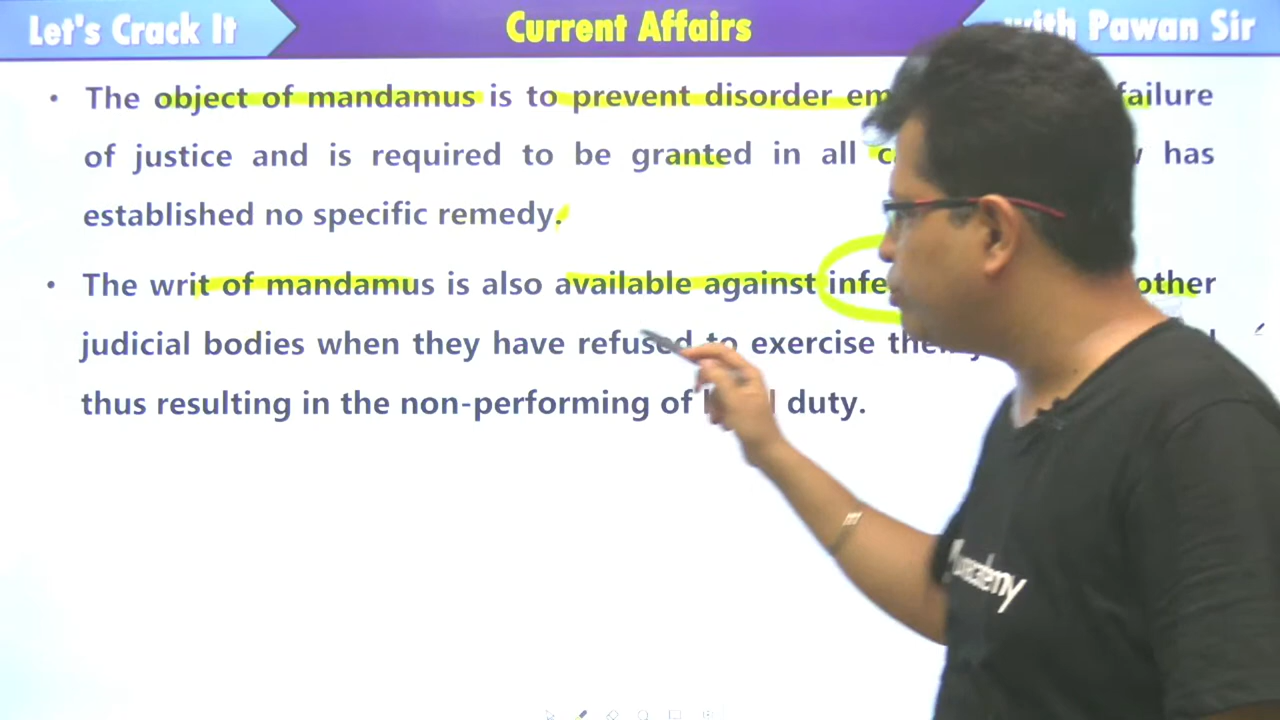 Let's Crack It
Current Affairs
with Pawan Sir
• The object of mandamus is to prevent disorder failure
of justice and is required to be granted in all has
established no specific remedy.
• The writ of mandamus is also available against other
judicial bodies when they have refused to exercise
thus resulting in the non-performing of duty.